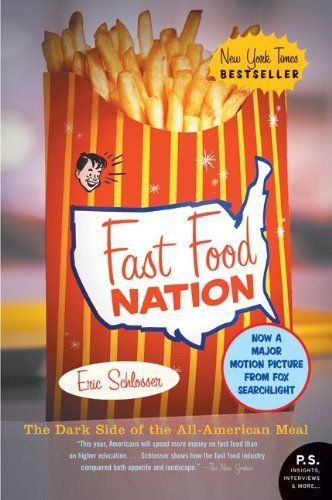 New York Times
BESTSELLER
Fast Food
NATION
NOW A
MAJOR
MOTION PICTURE
FROM FOX
SEARCHLIGHT
Eric Schlosser
The Dark Side of the All-American Meal
"This year, Americans will spend more money on fast food than
on higher education. . . . Schlosser shows how the fast food industry
conquered both appetite and landscape." —The New Yorker
P.S.
INSIGHTS,
INTERVIEWS
& MORE...